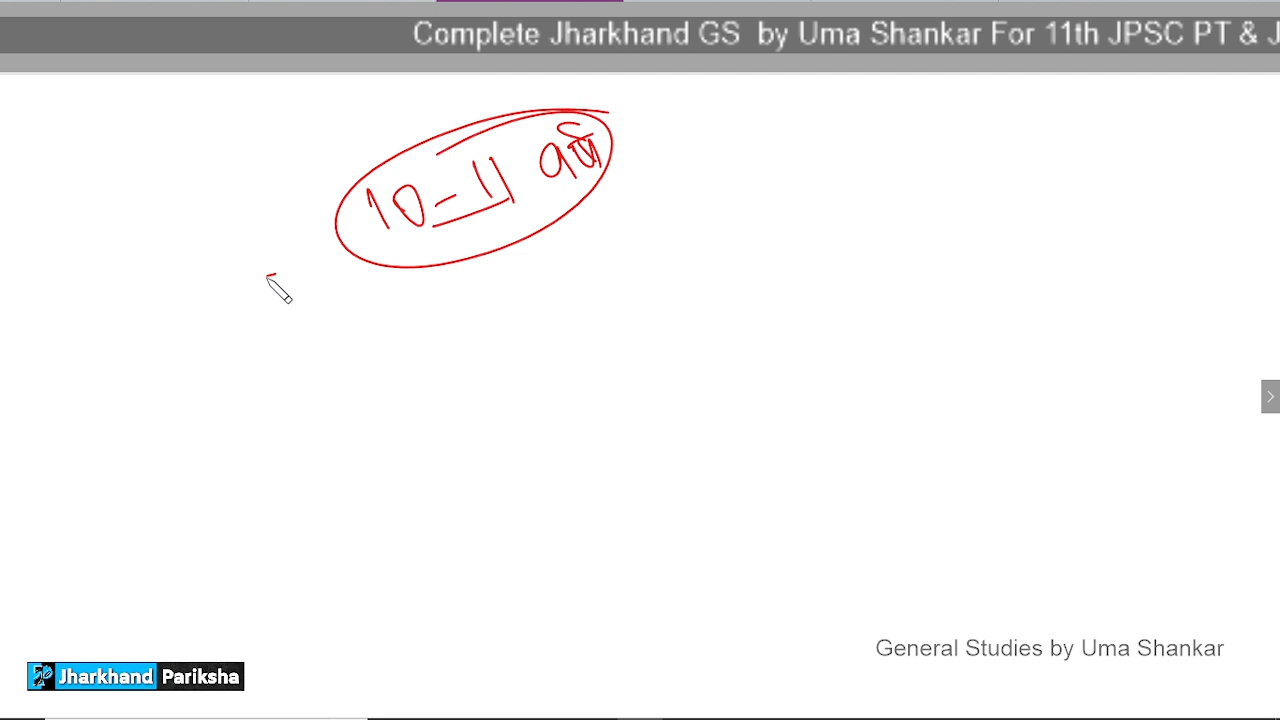 Complete Jharkhand GS by Uma Shankar For 11th JPSC PT & J
10-11 वर्ष
General Studies by Uma Shankar
Jharkhand Pariksha